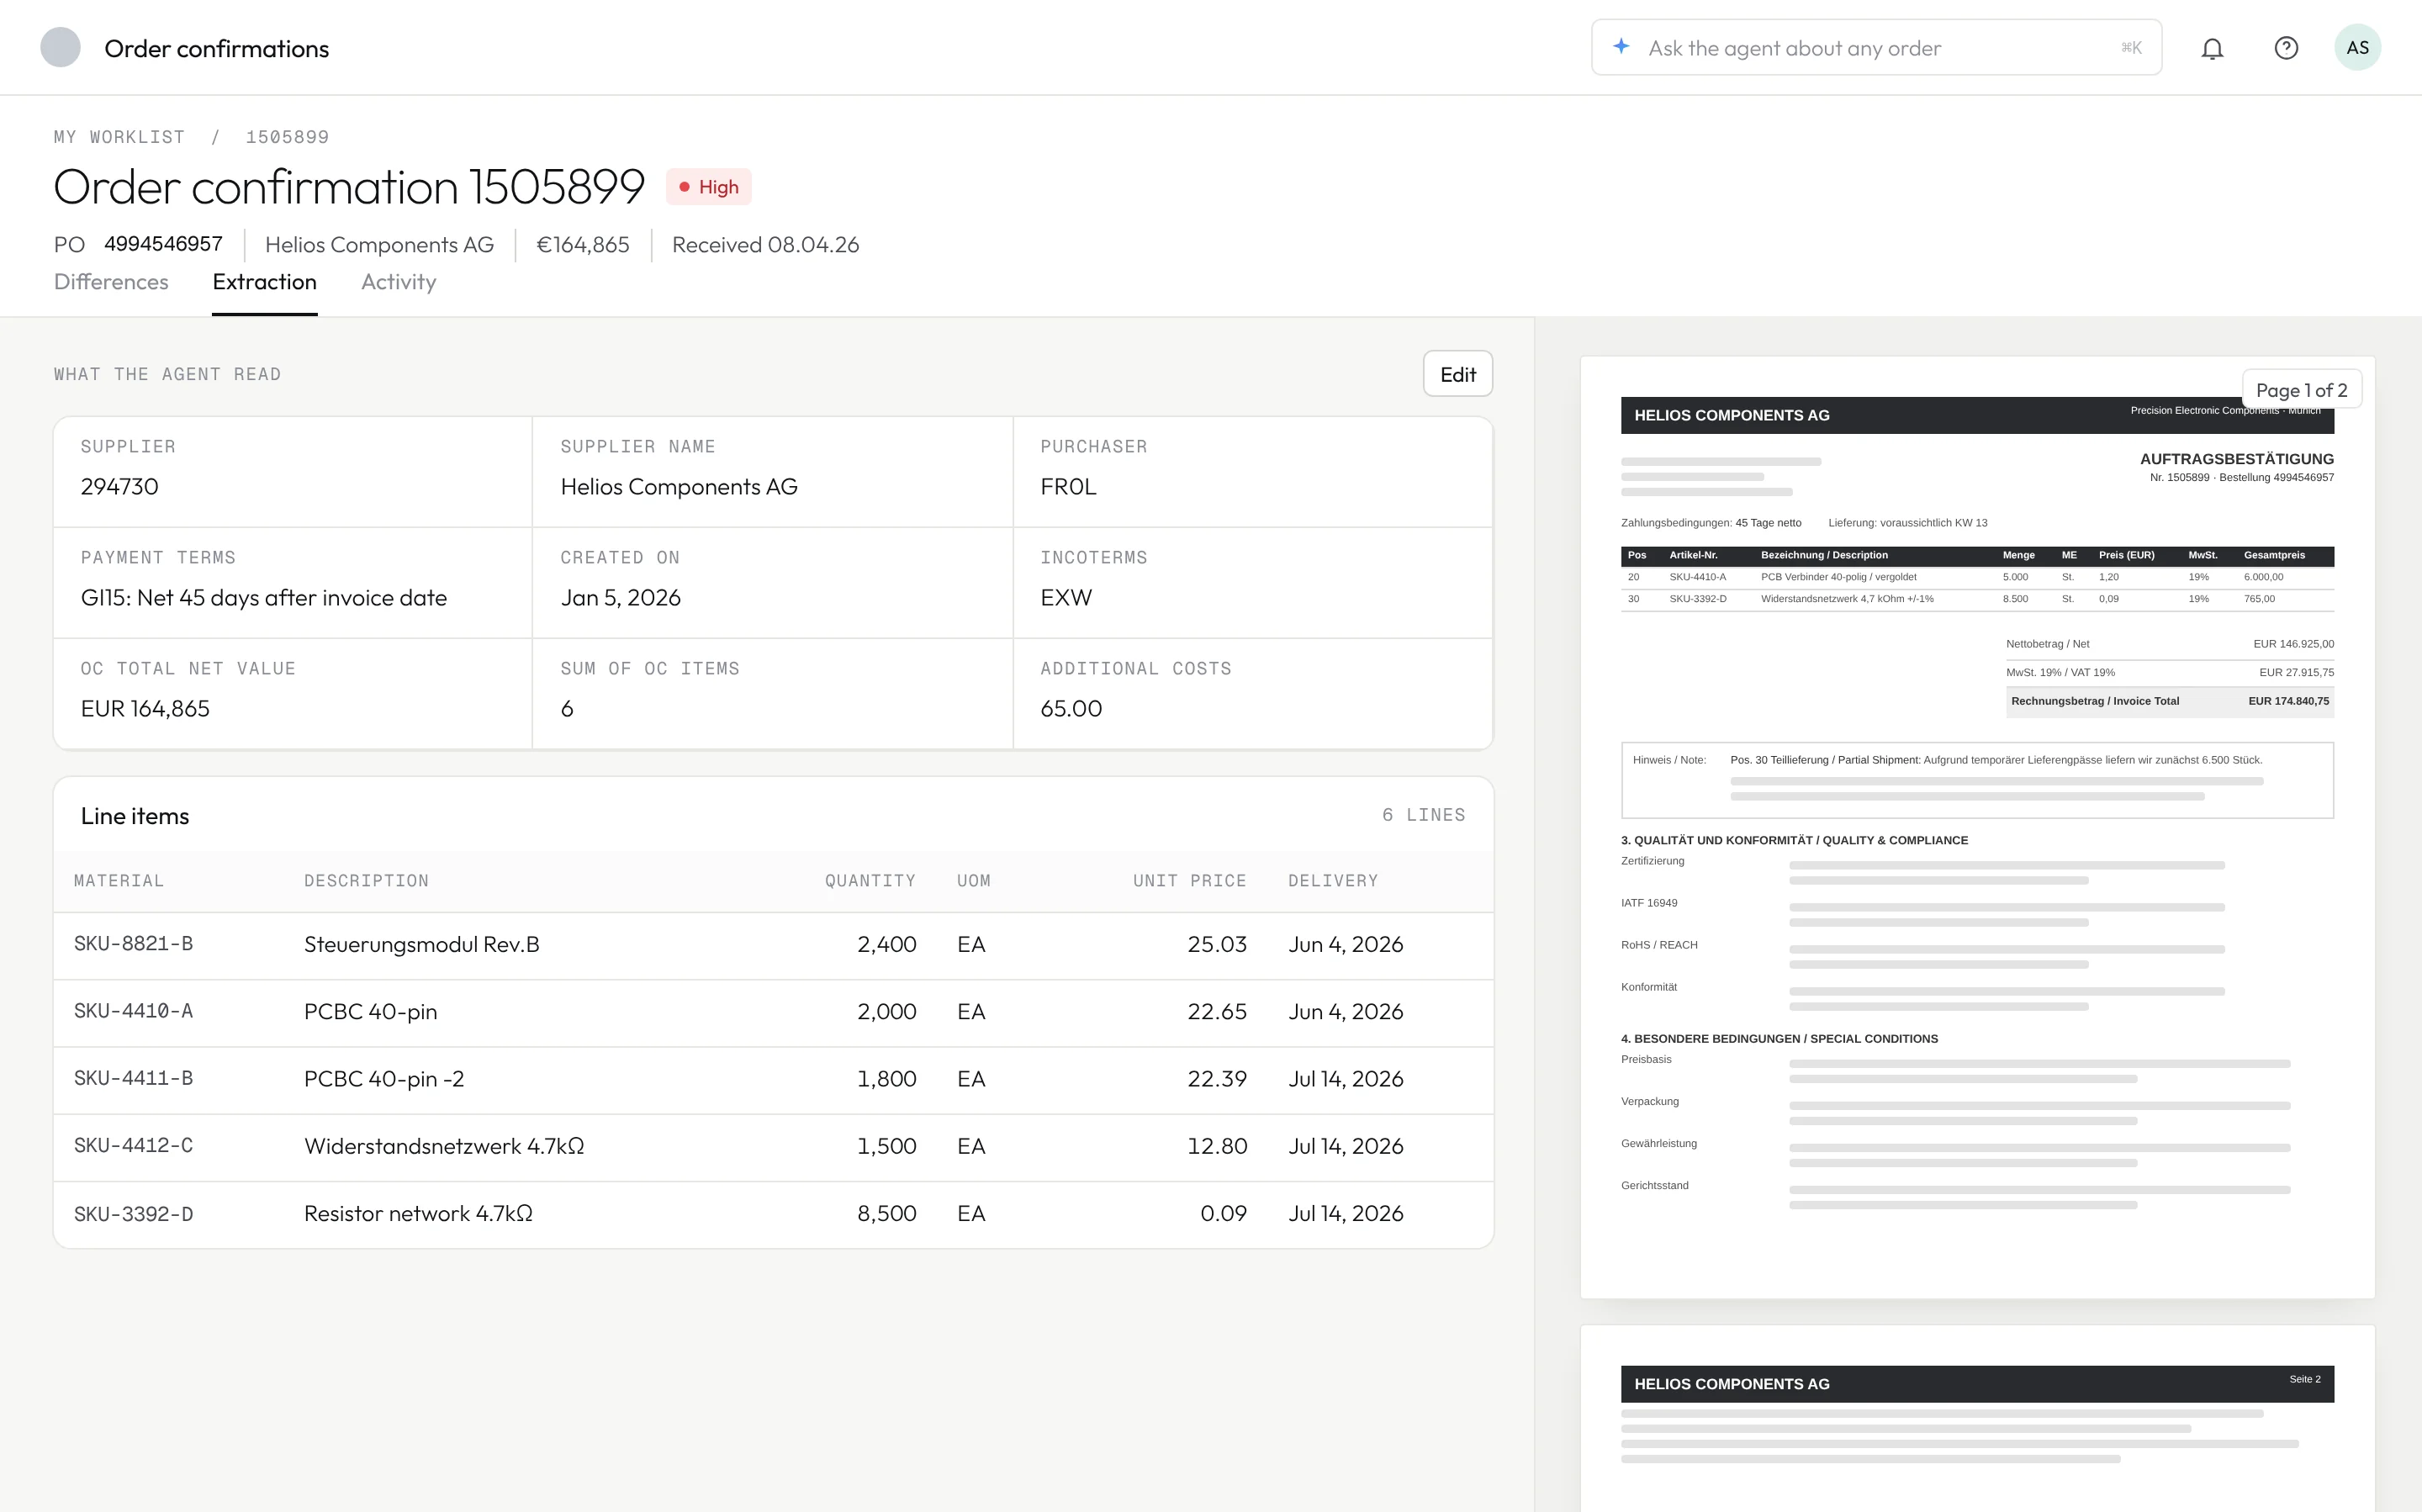 Order confirmations
Ask the agent about any order ⌘K
AS
MY WORKLIST / 1505899
Order confirmation 1505899 High
PO 4994546957 Helios Components AG €164,865 Received 08.04.26
Differences Extraction Activity
WHAT THE AGENT READ
Edit
SUPPLIER SUPPLIER NAME PURCHASER
294730 Helios Components AG FR0L
PAYMENT TERMS CREATED ON INCOTERMS
GI15: Net 45 days after invoice date Jan 5, 2026 EXW
OC TOTAL NET VALUE SUM OF OC ITEMS ADDITIONAL COSTS
EUR 164,865 6 65.00
Line items 6 LINES
MATERIAL DESCRIPTION QUANTITY UOM UNIT PRICE DELIVERY
SKU-8821-B Steuerungsmodul Rev.B 2,400 EA 25.03 Jun 4, 2026
SKU-4410-A PCBC 40-pin 2,000 EA 22.65 Jun 4, 2026
SKU-4411-B PCBC 40-pin -2 1,800 EA 22.39 Jul 14, 2026
SKU-4412-C Widerstandsnetzwerk 4.7kΩ 1,500 EA 12.80 Jul 14, 2026
SKU-3392-D Resistor network 4.7kΩ 8,500 EA 0.09 Jul 14, 2026
Page 1 of 2
HELIOS COMPONENTS AG Precision Electronic Components · Munich
AUFTRAGSBESTÄTIGUNG
Nr. 1505899 · Bestellung 4994546957
Zahlungsbedingungen: 45 Tage netto Lieferung: voraussichtlich KW 13
Pos Artikel-Nr. Bezeichnung / Description Menge ME Preis (EUR) MwSt. Gesamtpreis
20 SKU-4410-A PCB Verbinder 40-polig / vergoldet 5.000 St. 1,20 19% 6.000,00
30 SKU-3392-D Widerstandsnetzwerk 4,7 kOhm +/-1% 8.500 St. 0,09 19% 765,00
Nettobetrag / Net EUR 146.925,00
MwSt. 19% / VAT 19% EUR 27.915,75
Rechnungsbetrag / Invoice Total EUR 174.840,75
Hinweis / Note: Pos. 30 Teillieferung / Partial Shipment: Aufgrund temporärer Lieferengpässe liefern wir zunächst 6.500 Stück.
3. QUALITÄT UND KONFORMITÄT / QUALITY & COMPLIANCE
Zertifizierung
IATF 16949
RoHS / REACH
Konformität
4. BESONDERE BEDINGUNGEN / SPECIAL CONDITIONS
Preisbasis
Verpackung
Gewährleistung
Gerichtsstand
HELIOS COMPONENTS AG Seite 2